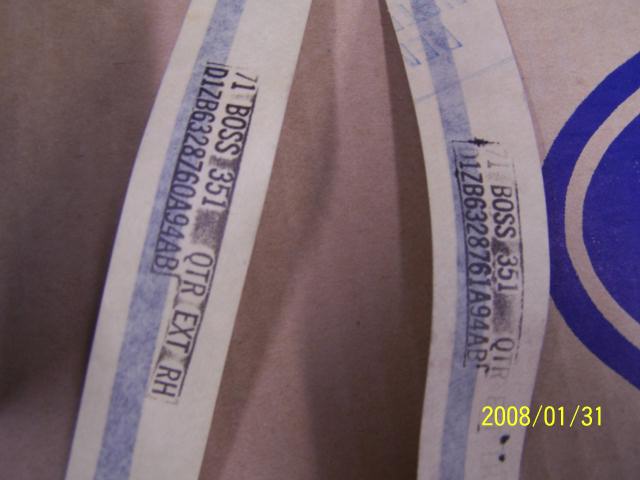 71 BOSS 351 QTR EXT RH
D1ZB6328760A94AB
71 BOSS 351 QTR
D1ZB6328761A94AB
2008/01/31